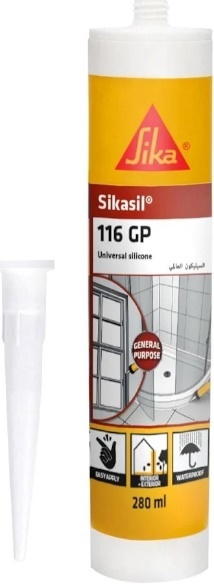 Sika®
Sikasil®
116 GP
Universal silicone
السيليكون العالمي
GENERAL
PURPOSE
EASY APPLY
INTERIOR
+ EXTERIOR
WATERPROOF
280 ml